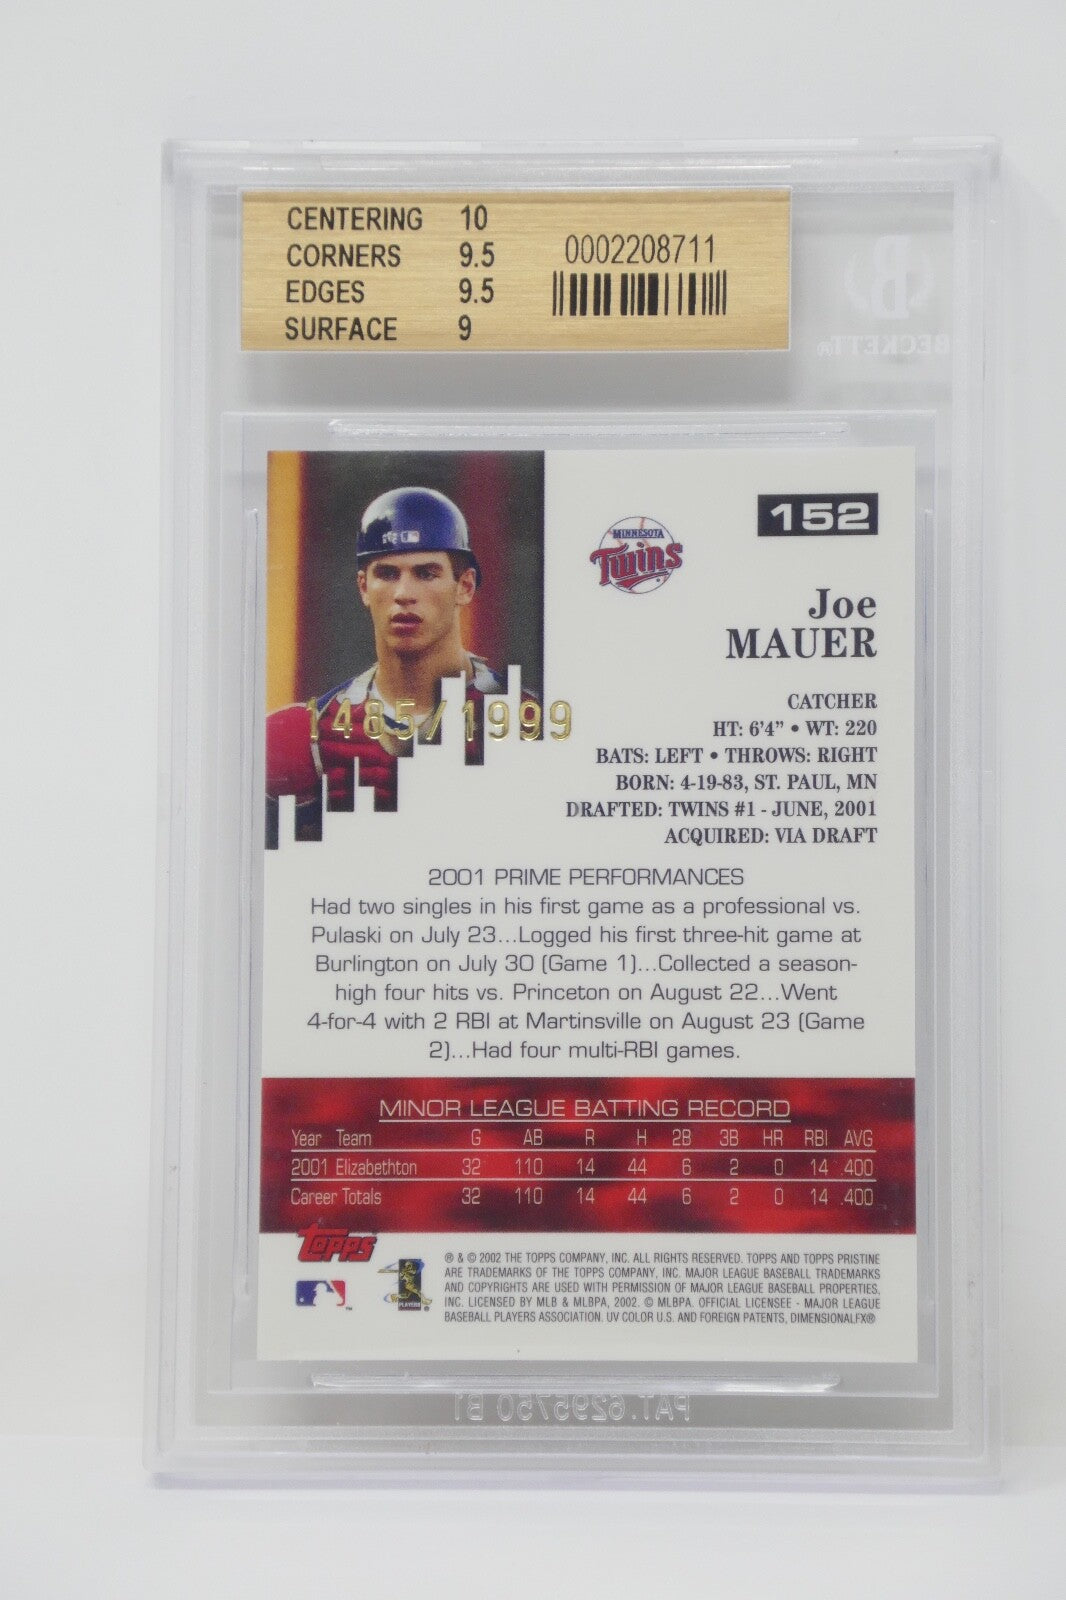 CENTERING 10
CORNERS 9.5
EDGES 9.5
SURFACE 9
0002208711
BECKETT®
152
MINNESOTA
Twins
Joe
MAUER
1485/1999
CATCHER
HT: 6'4" • WT: 220
BATS: LEFT • THROWS: RIGHT
BORN: 4-19-83, ST. PAUL, MN
DRAFTED: TWINS #1 - JUNE, 2001
ACQUIRED: VIA DRAFT
2001 PRIME PERFORMANCES
Had two singles in his first game as a professional vs.
Pulaski on July 23...Logged his first three-hit game at
Burlington on July 30 (Game 1)...Collected a season-
high four hits vs. Princeton on August 22...Went
4-for-4 with 2 RBI at Martinsville on August 23 (Game
2)...Had four multi-RBI games.
MINOR LEAGUE BATTING RECORD
Year Team G AB R H 2B 3B HR RBI AVG
2001 Elizabethton 32 110 14 44 6 2 0 14 .400
Career Totals 32 110 14 44 6 2 0 14 .400
Topps
PLAYERS
® & © 2002 THE TOPPS COMPANY, INC. ALL RIGHTS RESERVED. TOPPS AND TOPPS PRISTINE
ARE TRADEMARKS OF THE TOPPS COMPANY, INC. MAJOR LEAGUE BASEBALL TRADEMARKS
AND COPYRIGHTS ARE USED WITH PERMISSION OF MAJOR LEAGUE BASEBALL PROPERTIES,
INC. LICENSED BY MLB & MLBPA, 2002. © MLBPA. OFFICIAL LICENSEE - MAJOR LEAGUE
BASEBALL PLAYERS ASSOCIATION. UV COLOR U.S. AND FOREIGN PATENTS, DIMENSIONALFX®
PAT.6295750 B1